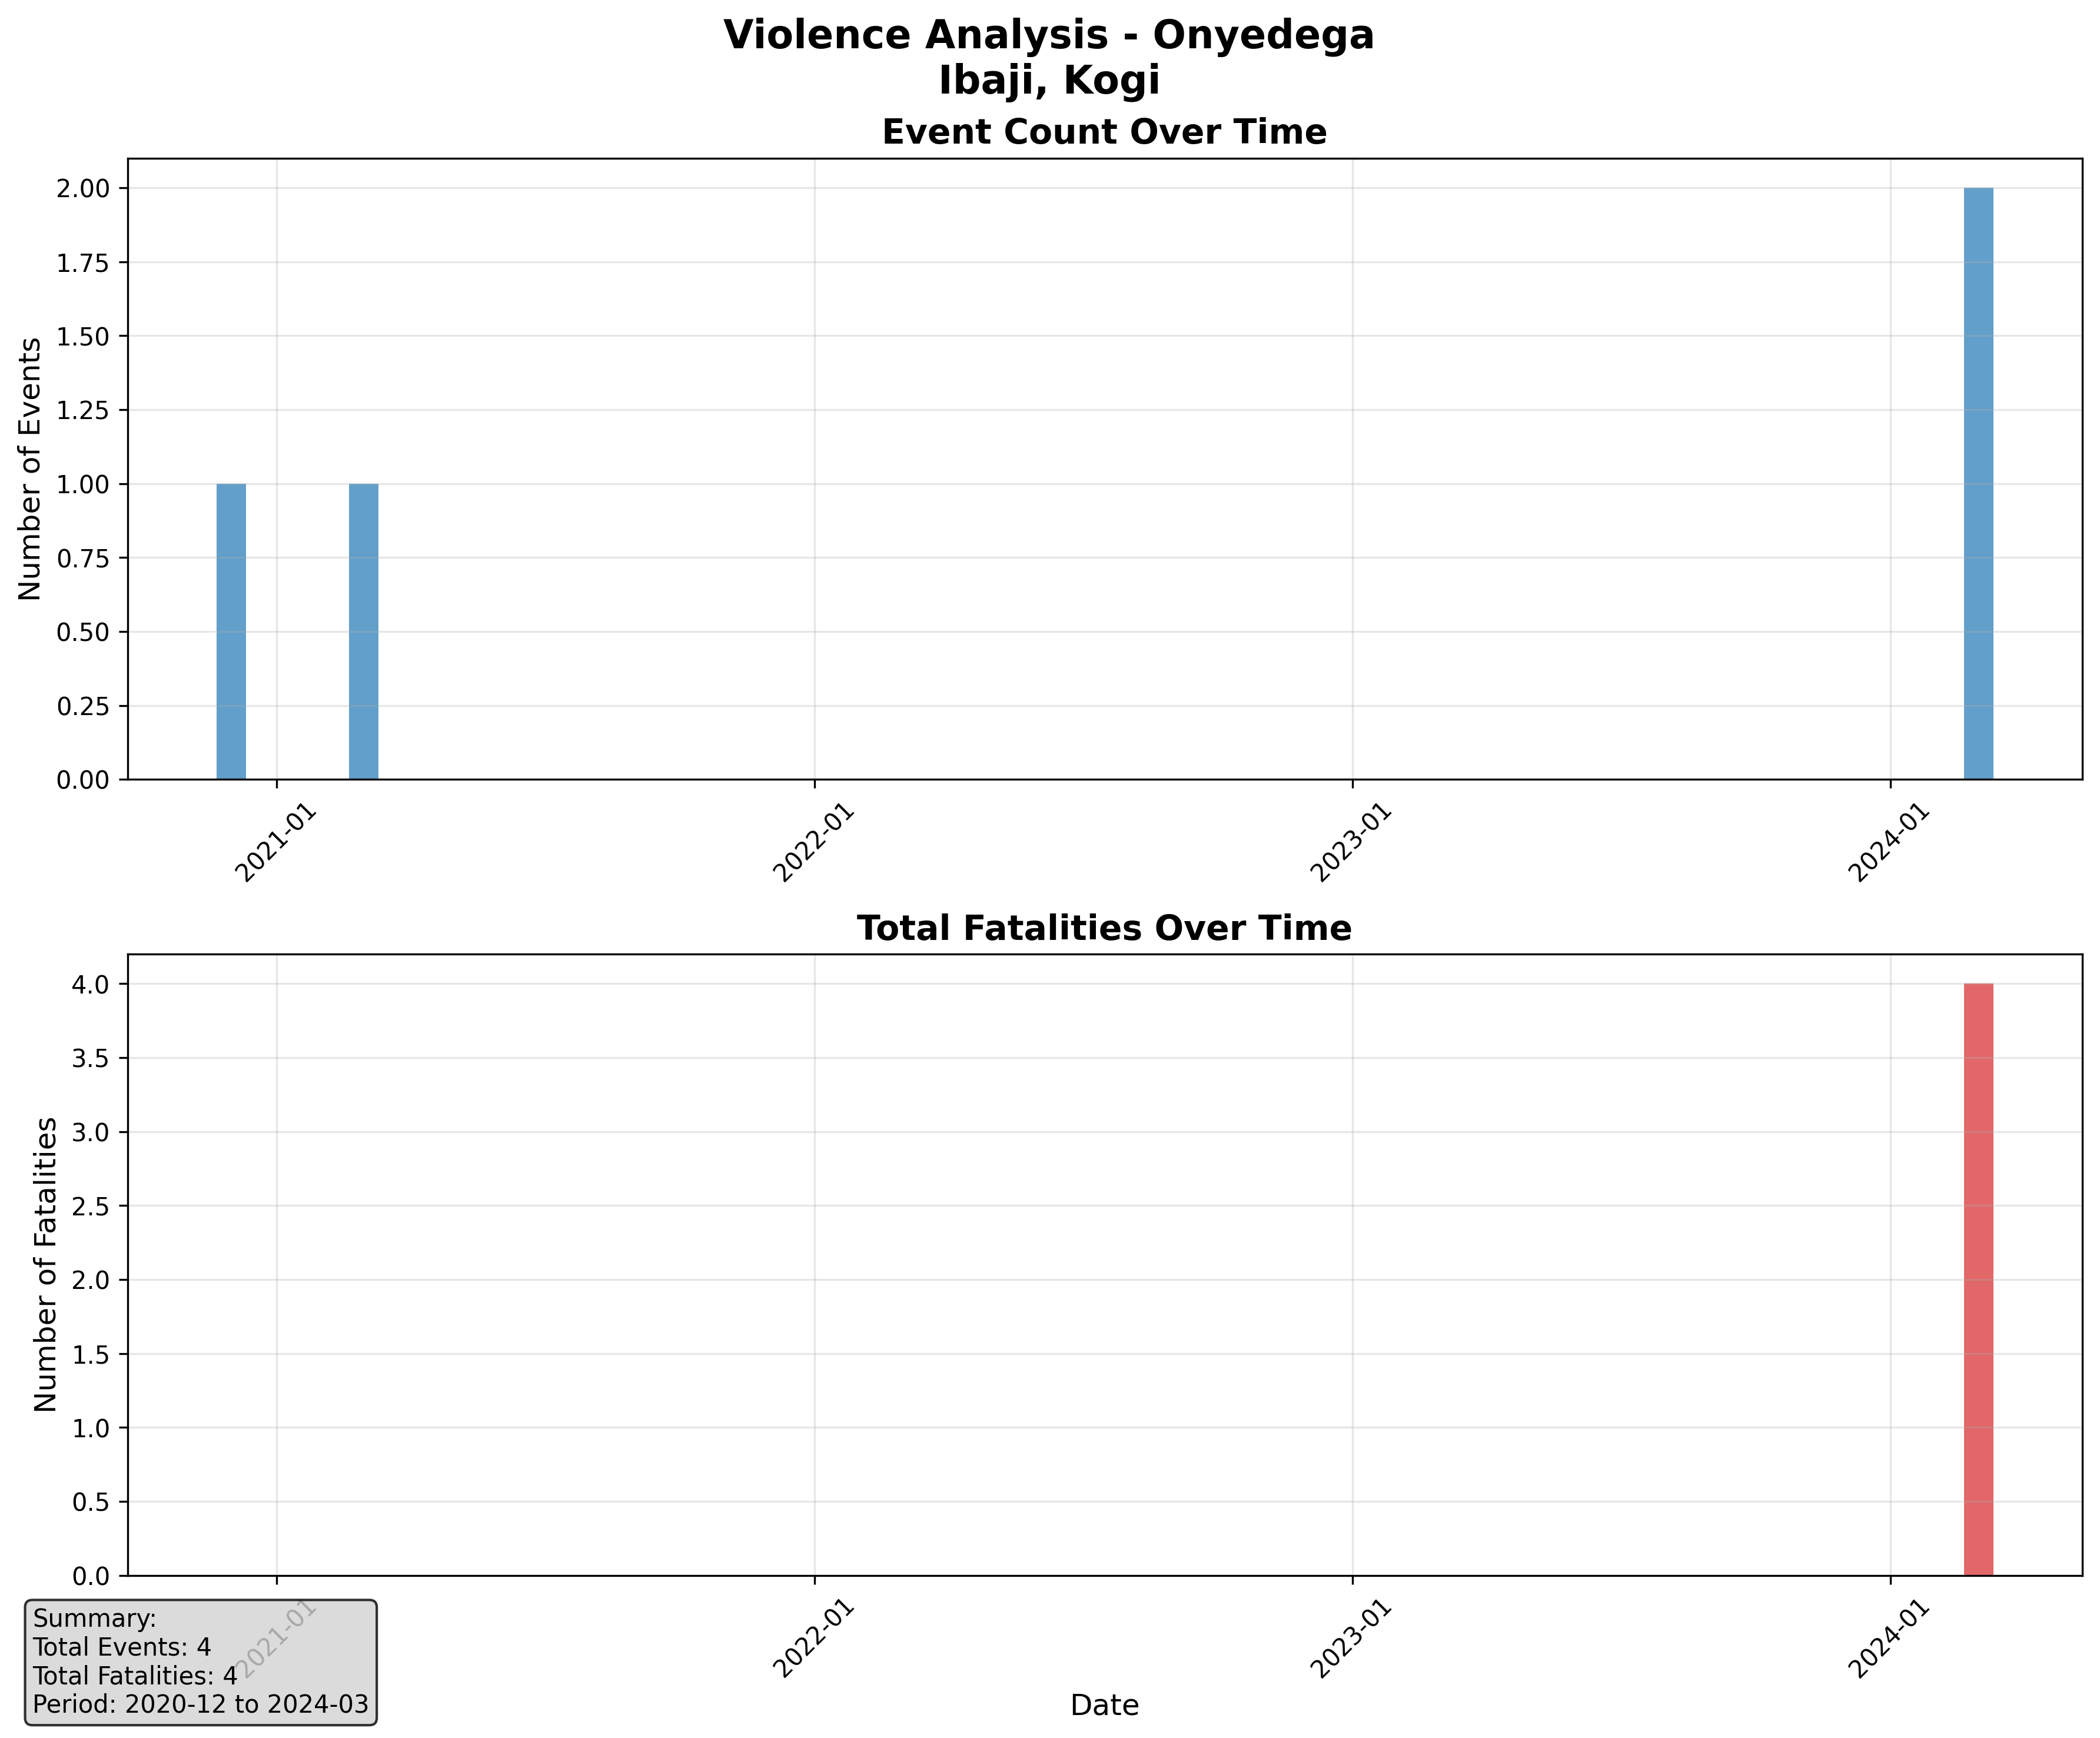 Violence Analysis - Onyedega
Ibaji, Kogi
Event Count Over Time
2.00
1.75
1.50
1.25
1.00
0.75
0.50
0.25
0.00
Number of Events
2021-01
2022-01
2023-01
2024-01
Total Fatalities Over Time
4.0
3.5
3.0
2.5
2.0
1.5
1.0
0.5
0.0
Number of Fatalities
2021-01
2022-01
2023-01
2024-01
Date
Summary:
Total Events: 4
Total Fatalities: 4
Period: 2020-12 to 2024-03